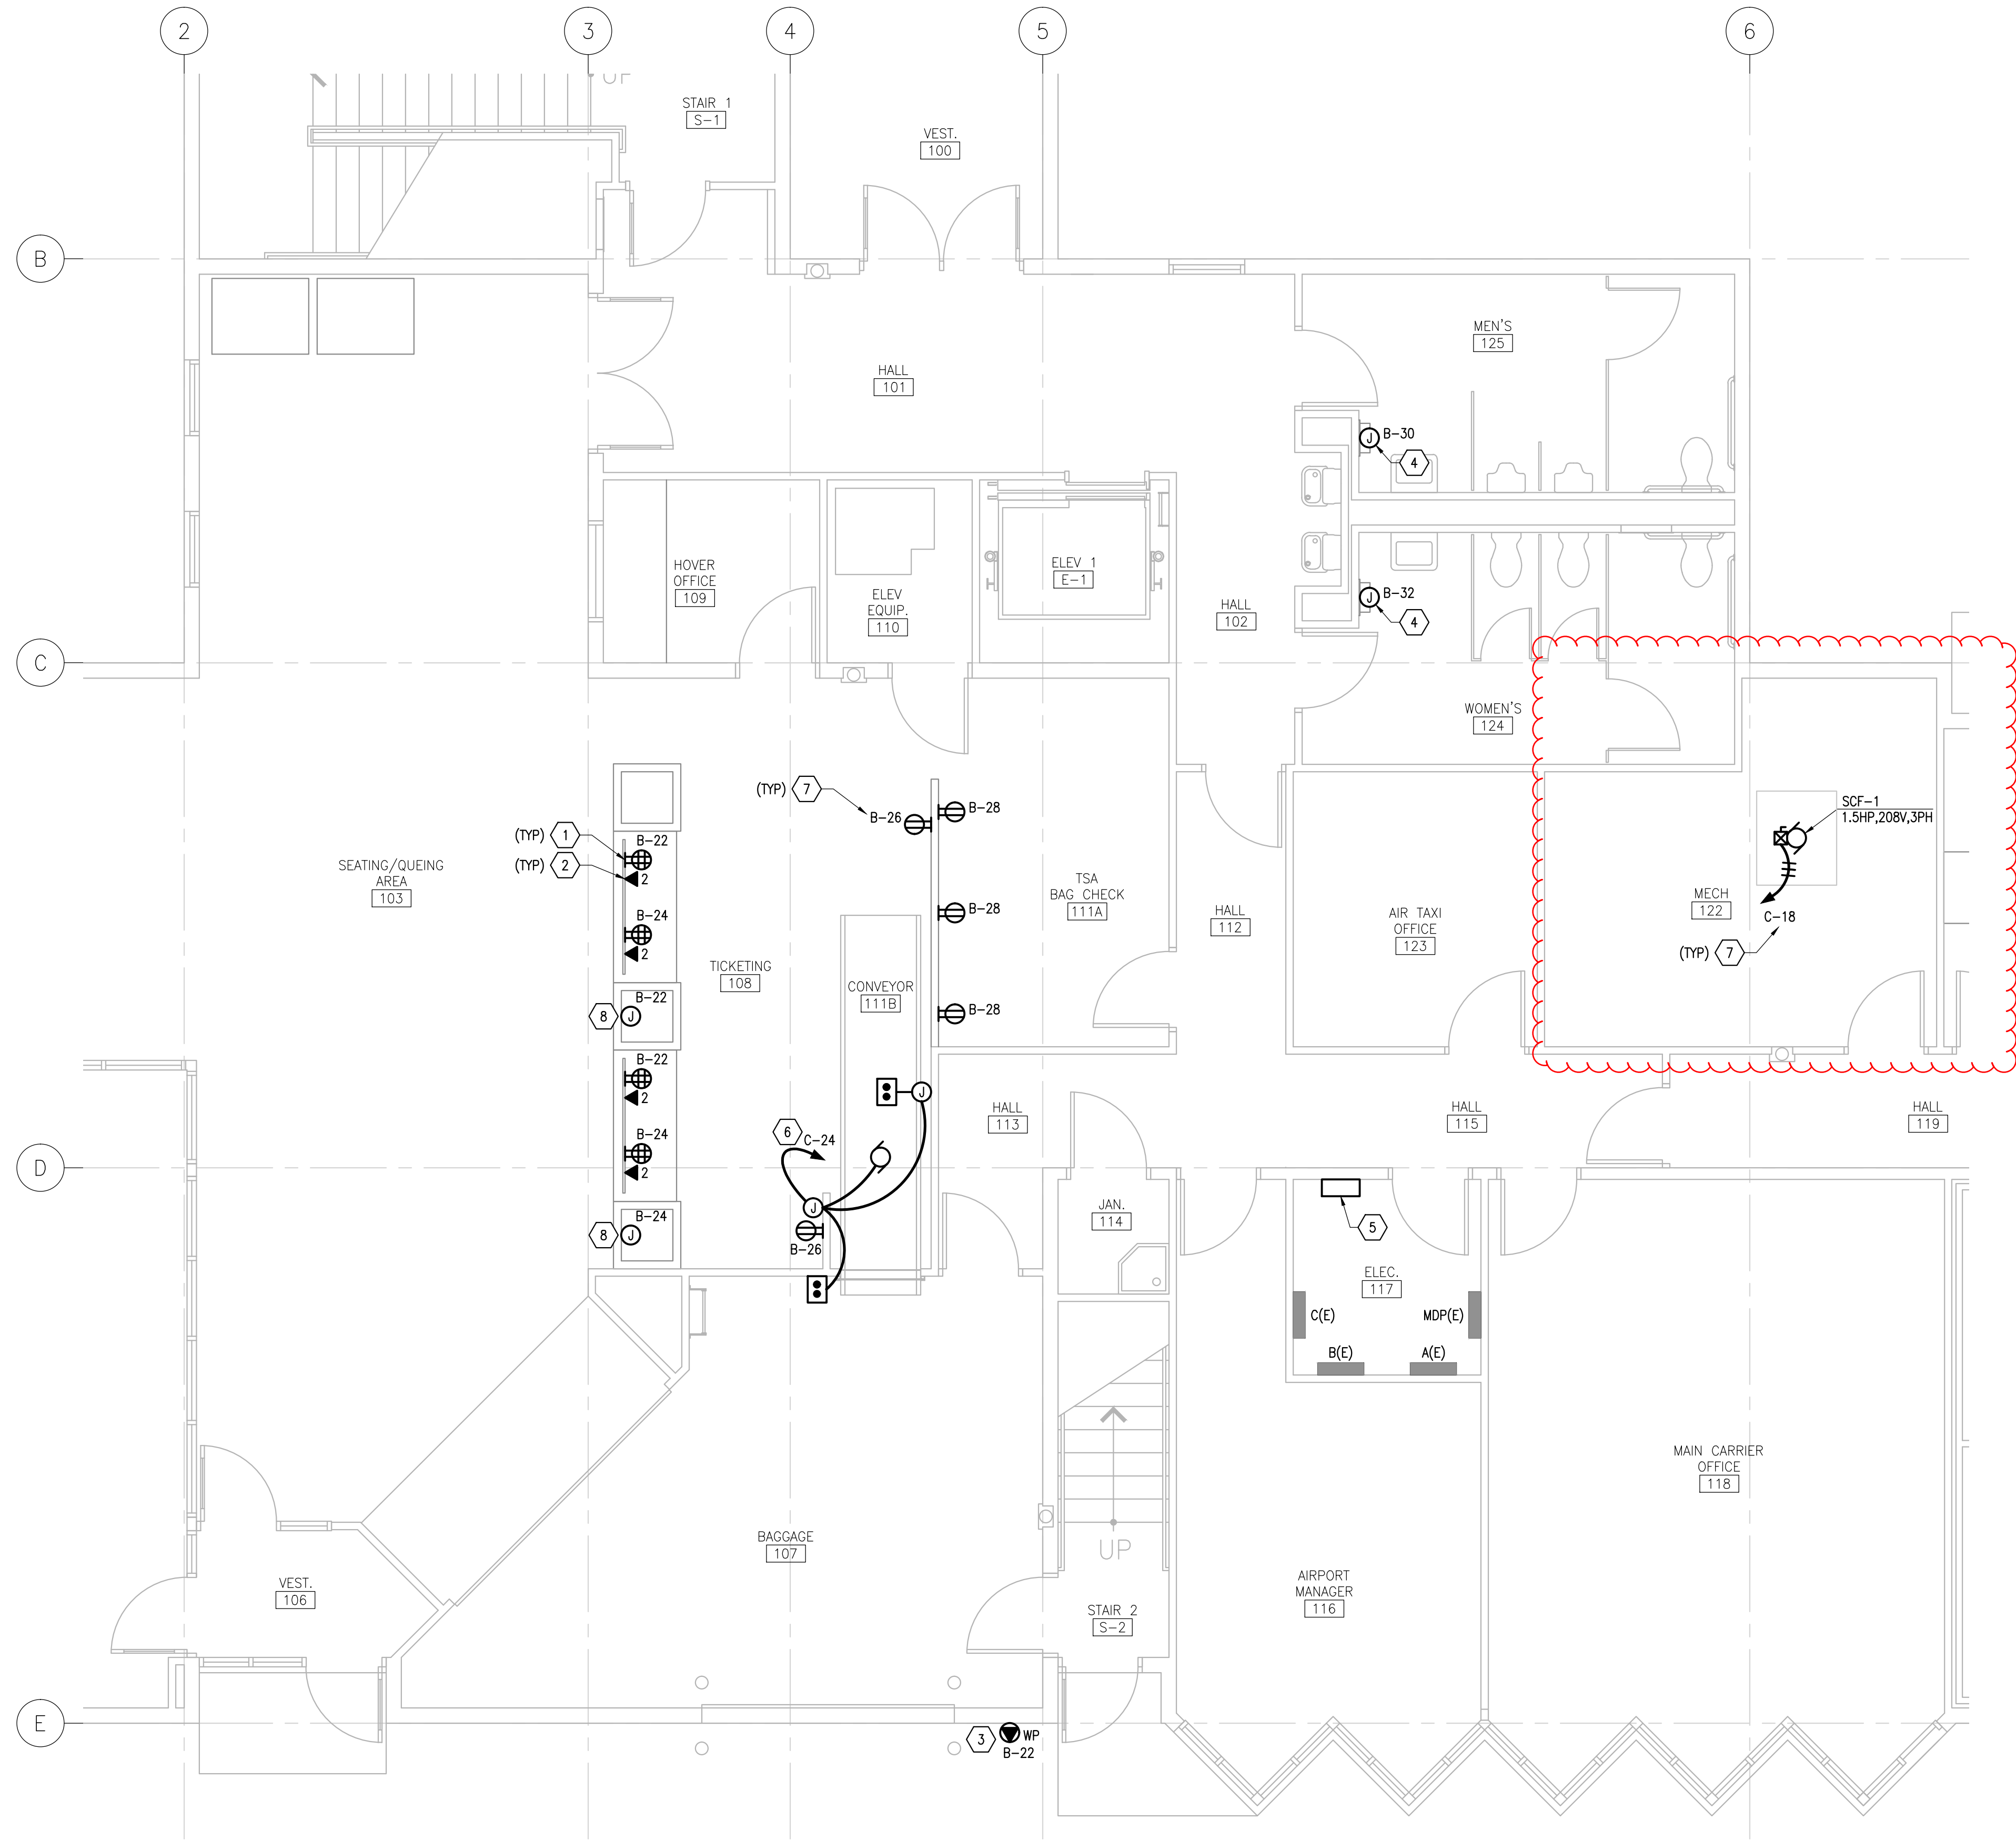 2
3
4
5
6
UP
STAIR 1
S-1
VEST.
100
B
MEN'S
125
HALL
101
B-30
J
4
HOVER
OFFICE
109
ELEV
EQUIP.
110
ELEV 1
E-1
HALL
102
B-32
J
4
C
WOMEN'S
124
(TYP) 7
B-26
B-28
SCF-1
1.5HP,208V,3PH
(TYP) 1
B-22
(TYP) 2
2
SEATING/QUEING
AREA
103
TSA
BAG CHECK
111A
B-28
B-24
2
HALL
112
AIR TAXI
OFFICE
123
MECH
122
C-18
(TYP) 7
TICKETING
108
CONVEYOR
111B
B-22
8
J
B-28
B-22
2
J
HALL
113
HALL
115
HALL
119
B-24
2
6
C-24
D
JAN.
114
5
B-24
8
J
J
B-26
ELEC.
117
C(E)
MDP(E)
B(E)
A(E)
MAIN CARRIER
OFFICE
118
BAGGAGE
107
UP
VEST.
106
AIRPORT
MANAGER
116
STAIR 2
S-2
E
3
WP
B-22